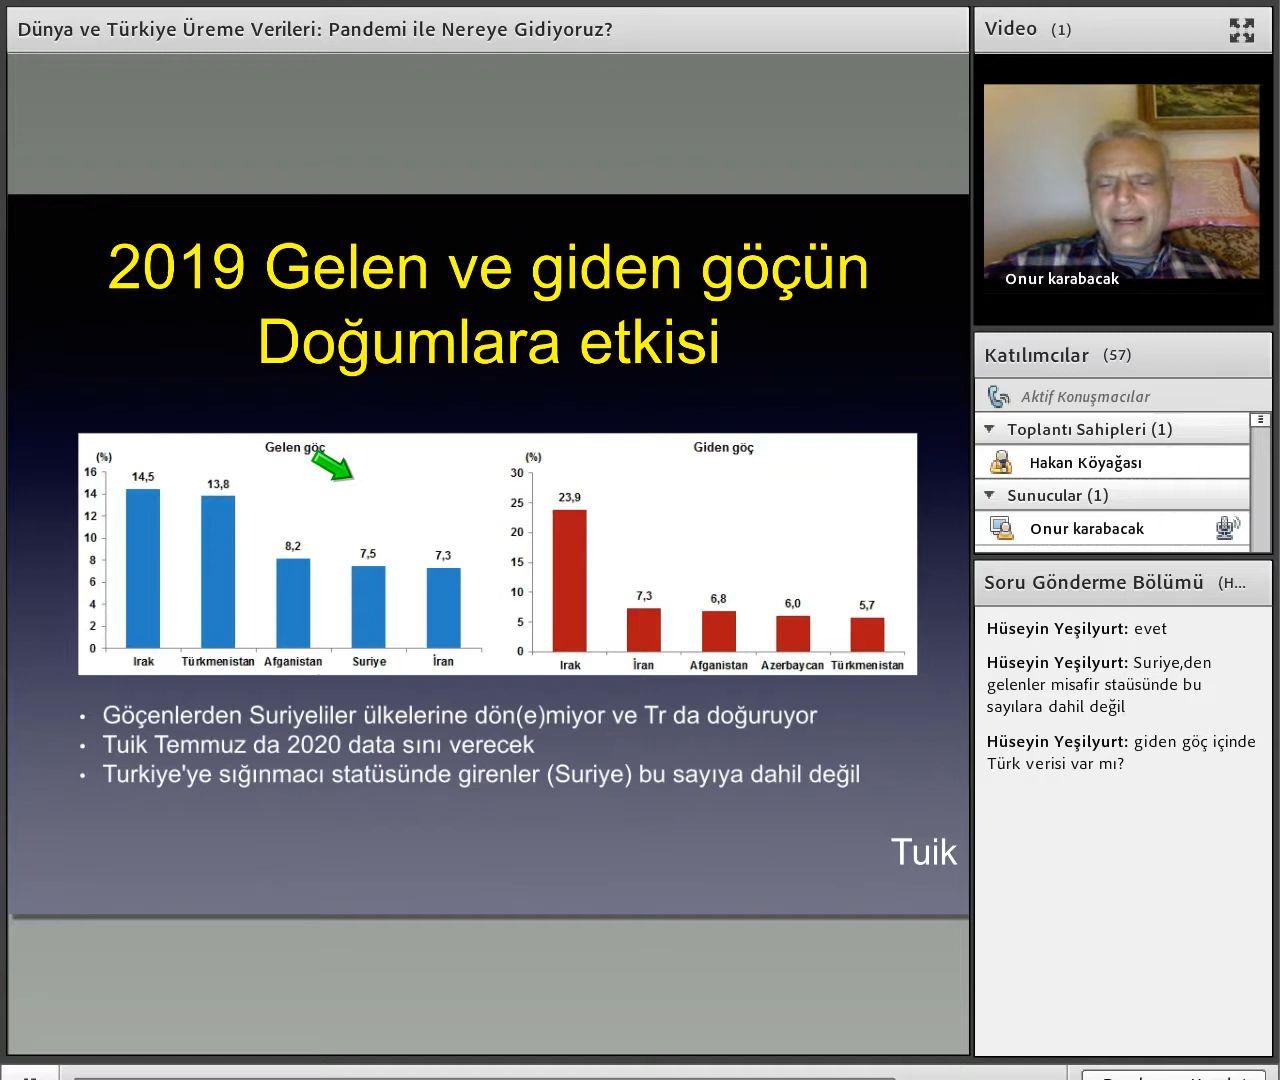 Dünya ve Türkiye Üreme Verileri: Pandemi ile Nereye Gidiyoruz?
2019 Gelen ve giden göçün
Doğumlara etkisi
Gelen göç
(%)
16
14
12
10
8
6
4
2
0
14,5
13,8
8,2
7,5
7,3
Irak
Türkmenistan
Afganistan
Suriye
İran
Giden göç
(%)
30
25
20
15
10
5
0
23,9
7,3
6,8
6,0
5,7
Irak
İran
Afganistan
Azerbaycan
Türkmenistan
• Göçenlerden Suriyeliler ülkelerine dön(e)miyor ve Tr da doğuruyor
• Tuik Temmuz da 2020 data sını verecek
• Turkiye'ye sığınmacı statüsünde girenler (Suriye) bu sayıya dahil değil
Tuik
Video (1)
Onur karabacak
Katılımcılar (57)
Aktif Konuşmacılar
Toplantı Sahipleri (1)
Hakan Köyağası
Sunucular (1)
Onur karabacak
Soru Gönderme Bölümü (H...
Hüseyin Yeşilyurt: evet
Hüseyin Yeşilyurt: Suriye,den
gelenler misafir staüsünde bu
sayılara dahil değil
Hüseyin Yeşilyurt: giden göç içinde
Türk verisi var mı?